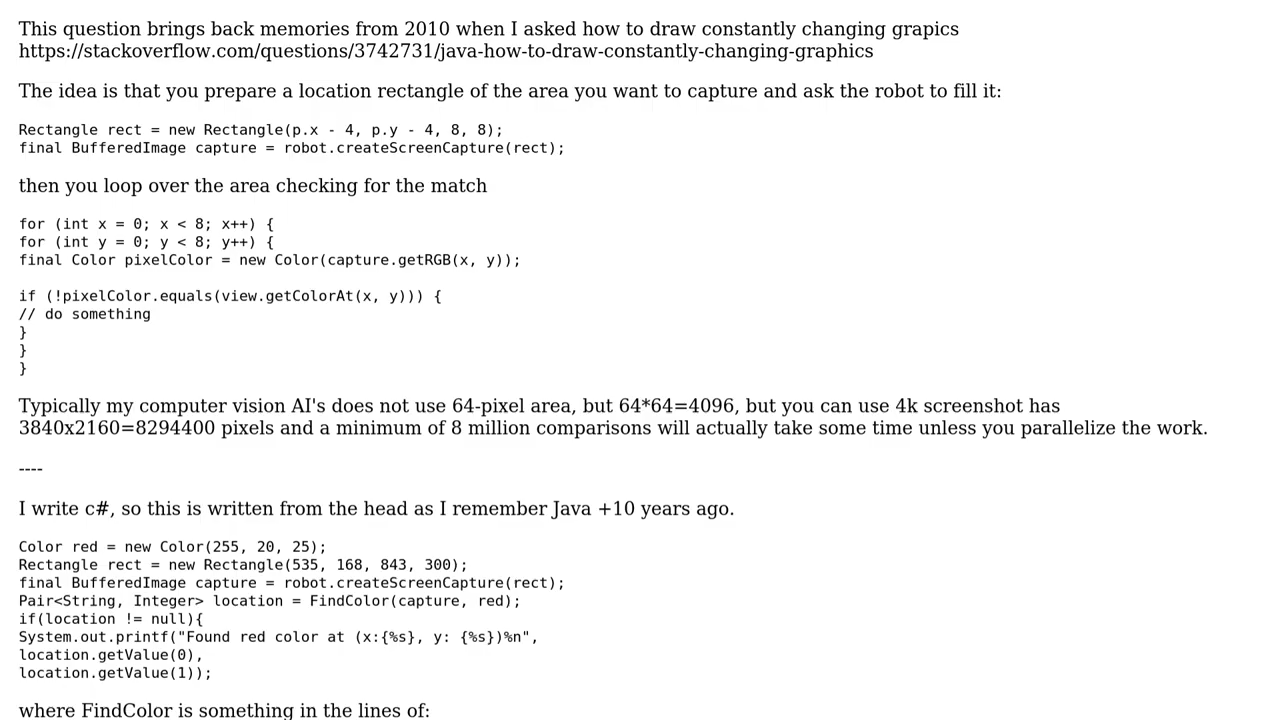 This question brings back memories from 2010 when I asked how to draw constantly changing grapics
https://stackoverflow.com/questions/3742731/java-how-to-draw-constantly-changing-graphics
The idea is that you prepare a location rectangle of the area you want to capture and ask the robot to fill it:
Rectangle rect = new Rectangle(p.x - 4, p.y - 4, 8, 8);
final BufferedImage capture = robot.createScreenCapture(rect);
then you loop over the area checking for the match
for (int x = 0; x < 8; x++) {
for (int y = 0; y < 8; y++) {
final Color pixelColor = new Color(capture.getRGB(x, y));
if (!pixelColor.equals(view.getColorAt(x, y))) {
// do something
}
}
}
Typically my computer vision AI's does not use 64-pixel area, but 64*64=4096, but you can use 4k screenshot has
3840x2160=8294400 pixels and a minimum of 8 million comparisons will actually take some time unless you parallelize the work.
----
I write c#, so this is written from the head as I remember Java +10 years ago.
Color red = new Color(255, 20, 25);
Rectangle rect = new Rectangle(535, 168, 843, 300);
final BufferedImage capture = robot.createScreenCapture(rect);
Pair<String, Integer> location = FindColor(capture, red);
if(location != null){
System.out.printf("Found red color at (x:{%s}, y: {%s})%n",
location.getValue(0),
location.getValue(1));
where FindColor is something in the lines of: